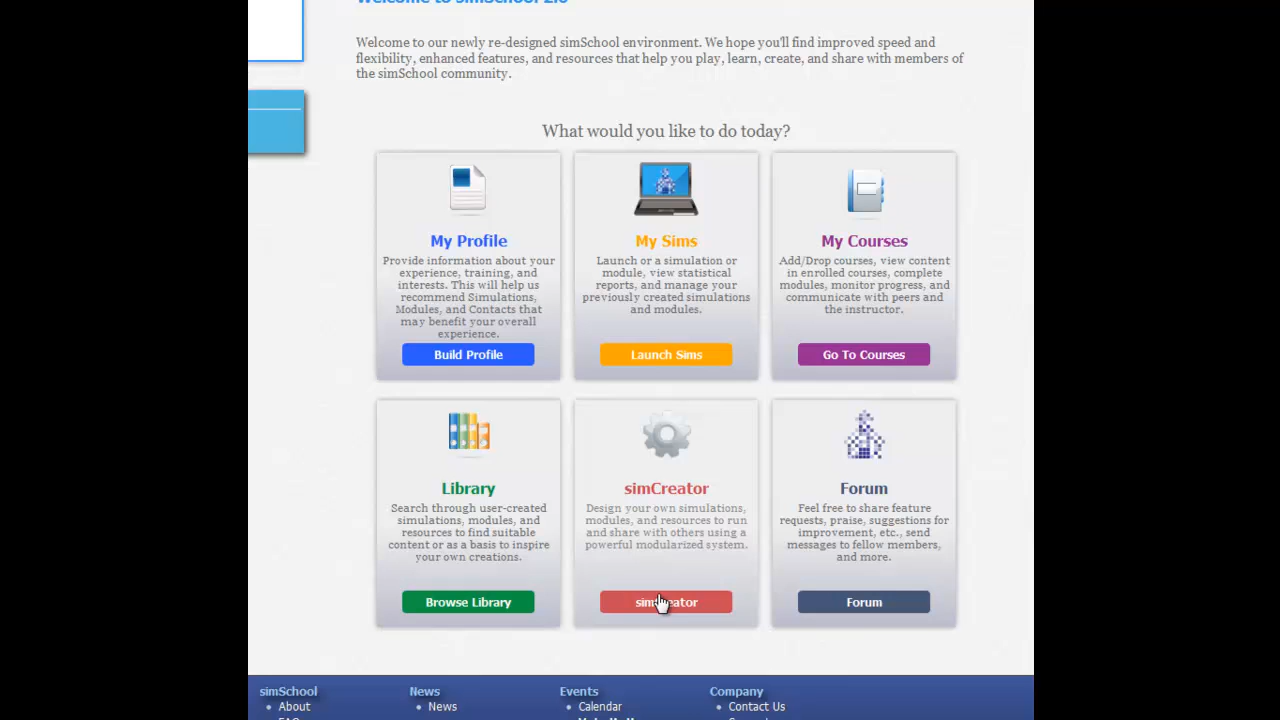 Welcome to simSchool 2.0
Welcome to our newly re-designed simSchool environment. We hope you'll find improved speed and
flexibility, enhanced features, and resources that help you play, learn, create, and share with members of
the simSchool community.
What would you like to do today?
My Profile
Provide information about your
experience, training, and
interests. This will help us
recommend Simulations,
Modules, and Contacts that
may benefit your overall
experience.
Build Profile
My Sims
Launch or a simulation or
module, view statistical
reports, and manage your
previously created simulations
and modules.
Launch Sims
My Courses
Add/Drop courses, view content
in enrolled courses, complete
modules, monitor progress, and
communicate with peers and
the instructor.
Go To Courses
Library
Search through user-created
simulations, modules, and
resources to find suitable
content or as a basis to inspire
your own creations.
Browse Library
simCreator
Design your own simulations,
modules, and resources to run
and share with others using a
powerful modularized system.
simCreator
Forum
Feel free to share feature
requests, praise, suggestions for
improvement, etc., send
messages to fellow members,
and more.
Forum
simSchool
About
FAQ
News
News
Events
Calendar
Company
Contact Us